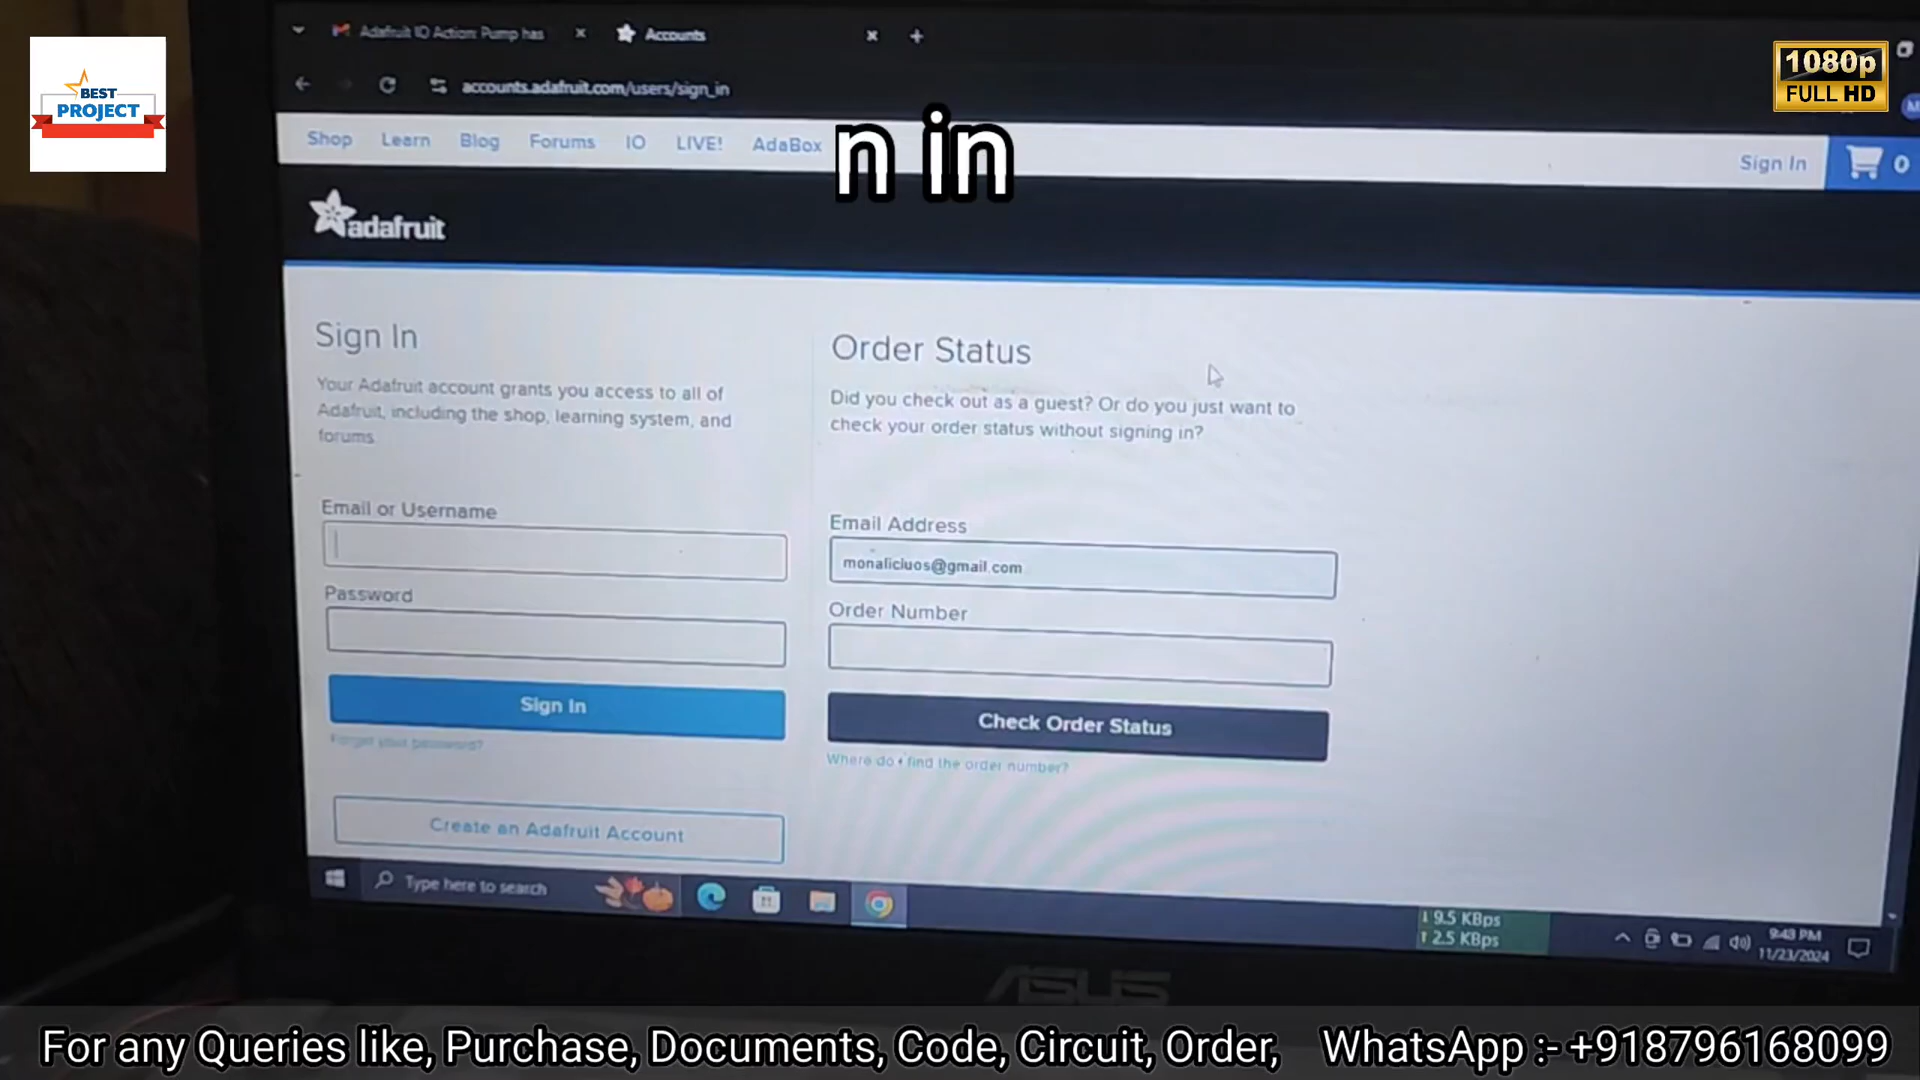 Adafruit IO Action: Pump has
Accounts
1080p
FULL HD
BEST
PROJECT
accounts.adafruit.com/users/sign_in
Shop Learn Blog Forums IO LIVE! AdaBox
n in
Sign In
0
adafruit
Sign In
Your Adafruit account grants you access to all of
Adafruit, including the shop, learning system, and
forums.
Email or Username
Password
Sign In
Forgot your password?
Create an Adafruit Account
Order Status
Did you check out as a guest? Or do you just want to
check your order status without signing in?
Email Address
monaliciuos@gmail.com
Order Number
Check Order Status
Where do I find the order number?
Type here to search
9.5 KBps
2.5 KBps
9:43 PM
11/23/2024
ASUS
For any Queries like, Purchase, Documents, Code, Circuit, Order, WhatsApp :- +918796168099